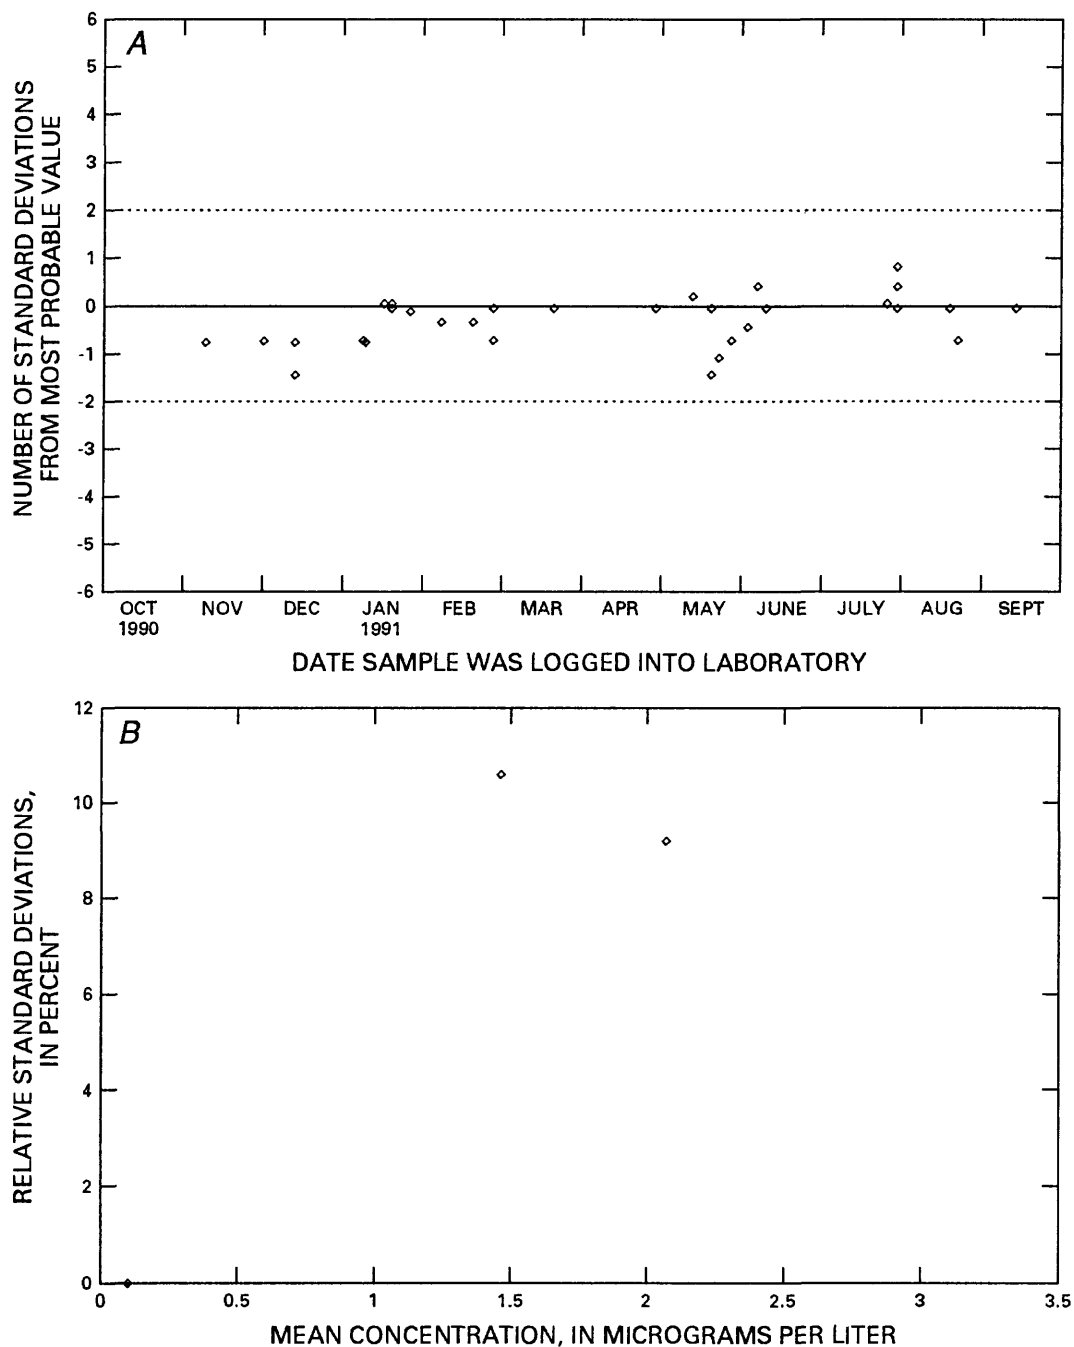 A
NUMBER OF STANDARD DEVIATIONS
FROM MOST PROBABLE VALUE
6
5
4
3
2
1
0
-1
-2
-3
-4
-5
-6
OCT NOV DEC JAN FEB MAR APR MAY JUNE JULY AUG SEPT
1990 1991
DATE SAMPLE WAS LOGGED INTO LABORATORY
B
RELATIVE STANDARD DEVIATIONS,
IN PERCENT
12
10
8
6
4
2
0
0 0.5 1 1.5 2 2.5 3 3.5
MEAN CONCENTRATION, IN MICROGRAMS PER LITER